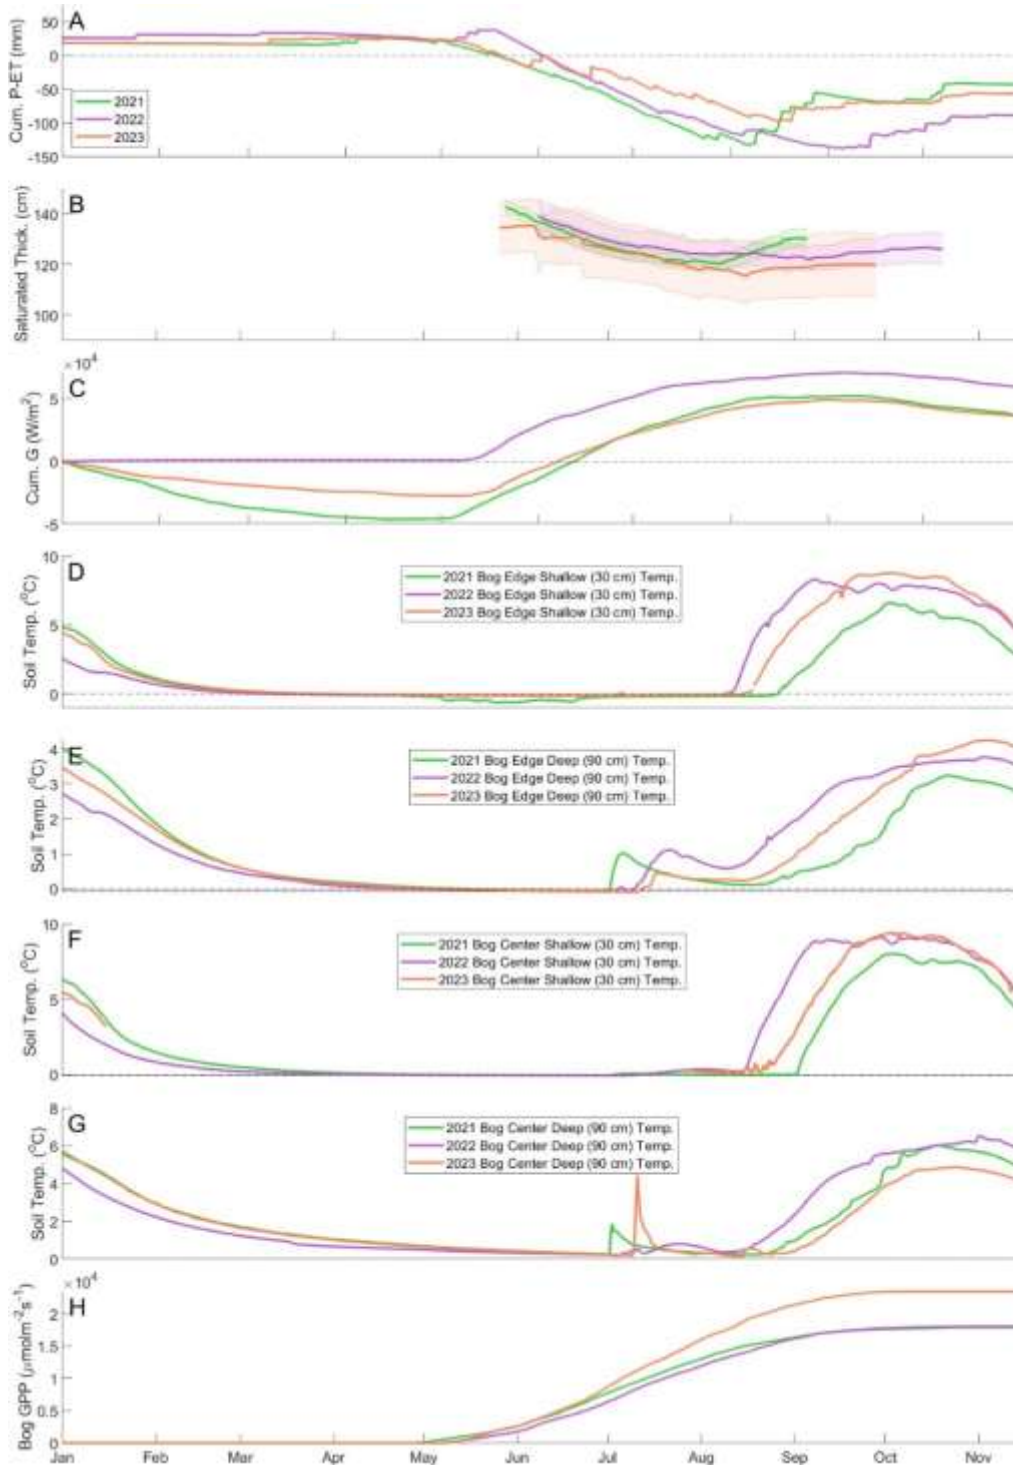 A
Cum. P-ET (mm)
50
0
-50
-100
-150
2021
2022
2023
B
Saturated Thick. (cm)
140
120
100
×10⁴
C
Cum. G (W/m²)
5
0
-5
D
Soil Temp. (⁰C)
10
5
0
2021 Bog Edge Shallow (30 cm) Temp.
2022 Bog Edge Shallow (30 cm) Temp.
2023 Bog Edge Shallow (30 cm) Temp.
E
Soil Temp. (⁰C)
4
3
2
1
0
2021 Bog Edge Deep (90 cm) Temp.
2022 Bog Edge Deep (90 cm) Temp.
2023 Bog Edge Deep (90 cm) Temp.
F
Soil Temp. (⁰C)
10
5
0
2021 Bog Center Shallow (30 cm) Temp.
2022 Bog Center Shallow (30 cm) Temp.
2023 Bog Center Shallow (30 cm) Temp.
G
Soil Temp. (⁰C)
8
6
4
2
0
2021 Bog Center Deep (90 cm) Temp.
2022 Bog Center Deep (90 cm) Temp.
2023 Bog Center Deep (90 cm) Temp.
×10⁴
H
Bog GPP (μmolm⁻²s⁻¹)
2
1.5
1
0.5
0
Jan Feb Mar Apr May Jun Jul Aug Sep Oct Nov